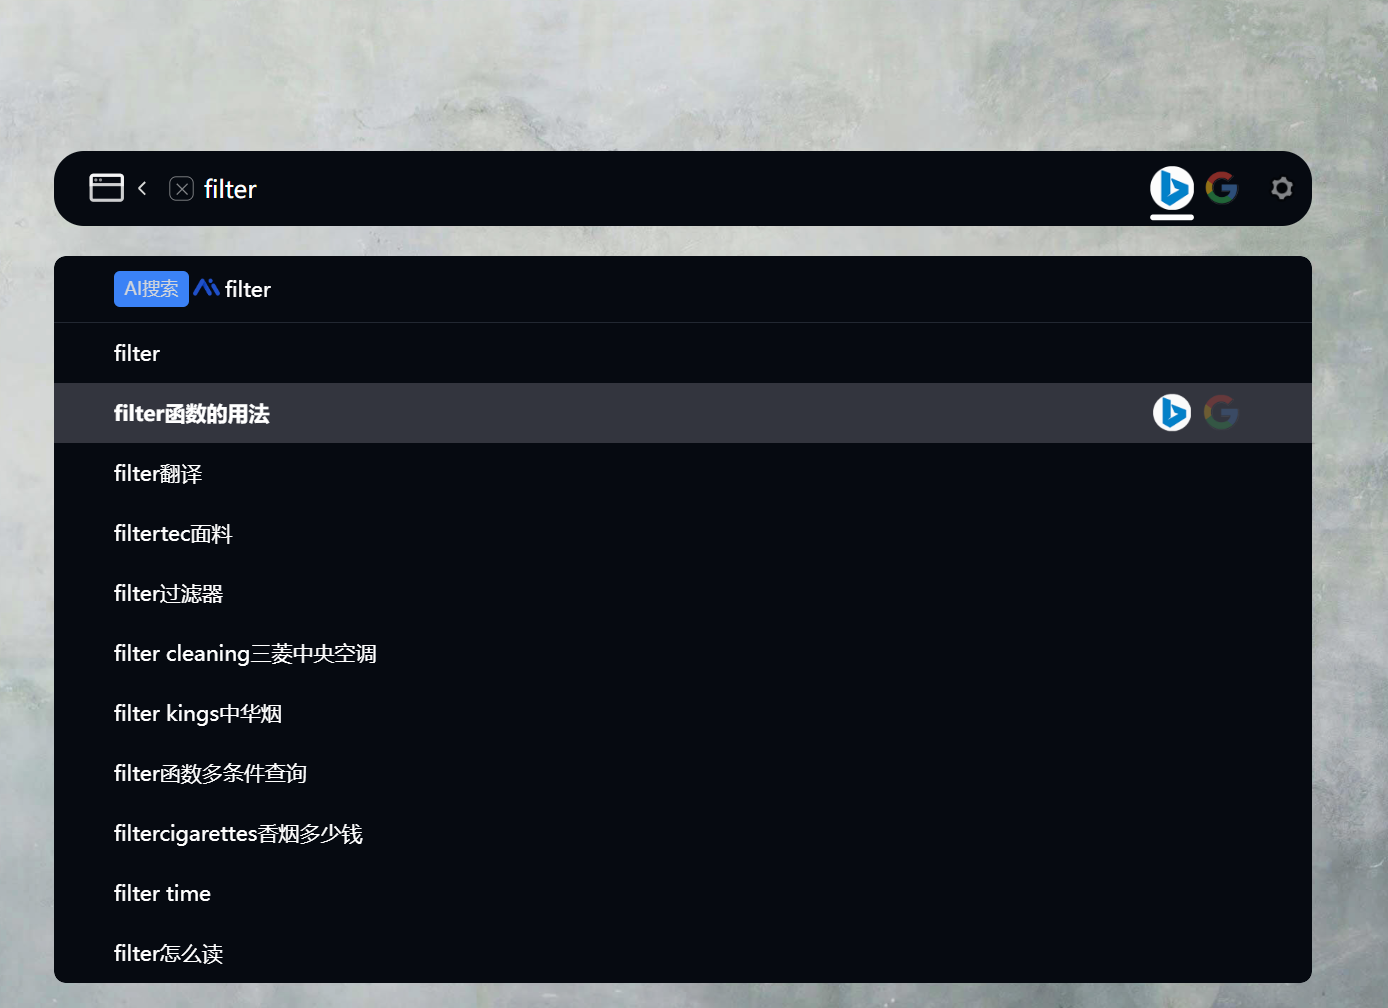 filter
AI搜索 filter
filter
filter函数的用法
filter翻译
filtertec面料
filter过滤器
filter cleaning三菱中央空调
filter kings中华烟
filter函数多条件查询
filtercigarettes香烟多少钱
filter time
filter怎么读